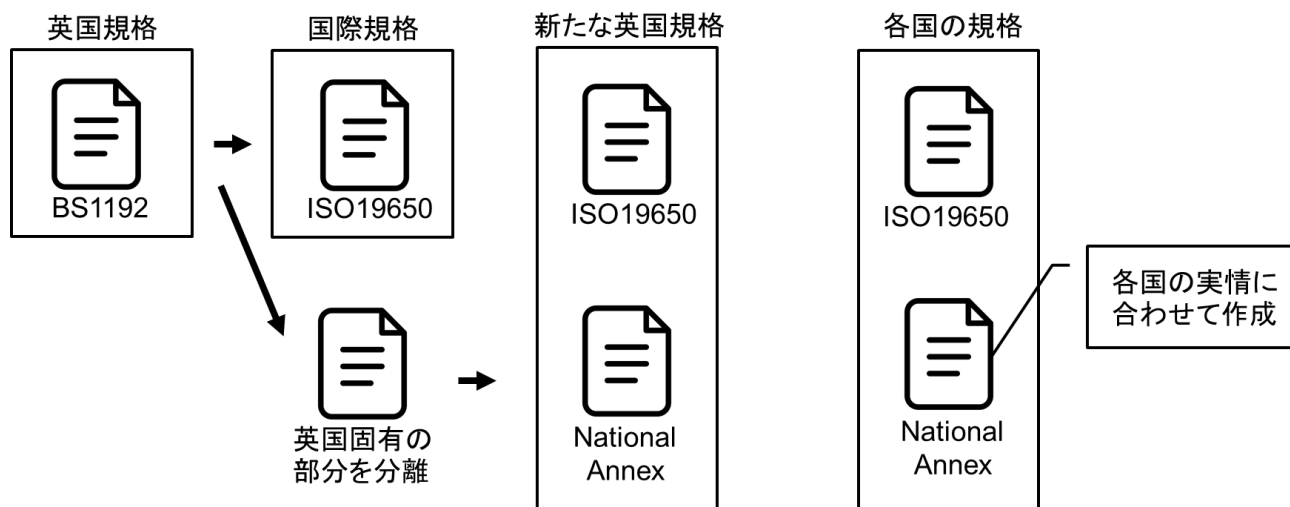 英国規格
BS1192
国際規格
ISO19650
英国固有の
部分を分離
新たな英国規格
ISO19650
National
Annex
各国の規格
ISO19650
National
Annex
各国の実情に
合わせて作成